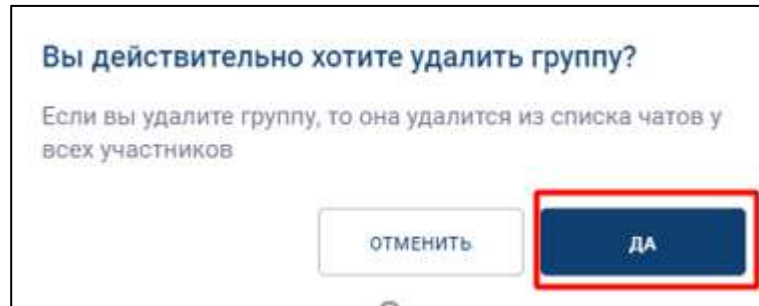 Вы действительно хотите удалить группу?
Если вы удалите группу, то она удалится из списка чатов у
всех участников
ОТМЕНИТЬ ДА